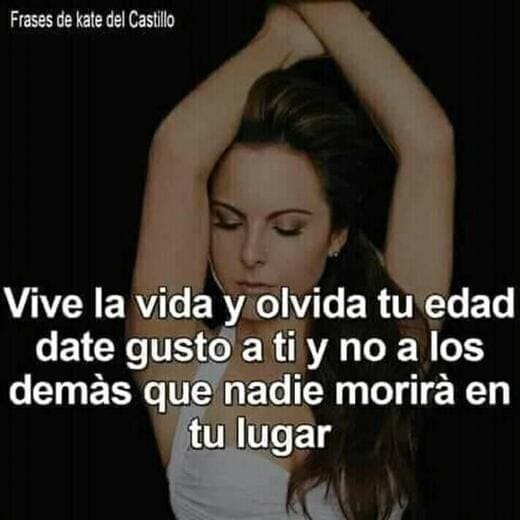 Frases de kate del Castillo
Vive la vida y olvida tu edad
date gusto a ti y no a los
demàs que nadie morirà en
tu lugar